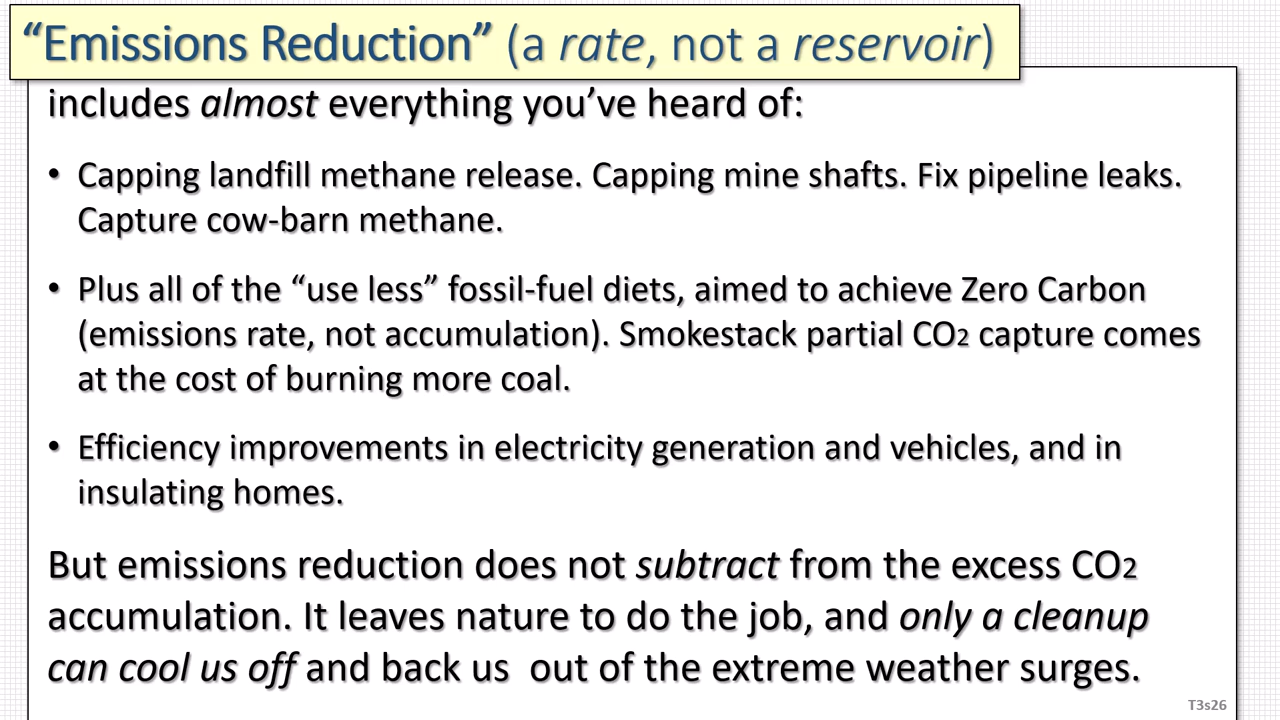 “Emissions Reduction” (a rate, not a reservoir)
includes almost everything you’ve heard of:
• Capping landfill methane release. Capping mine shafts. Fix pipeline leaks.
Capture cow-barn methane.
• Plus all of the “use less” fossil-fuel diets, aimed to achieve Zero Carbon
(emissions rate, not accumulation). Smokestack partial CO2 capture comes
at the cost of burning more coal.
• Efficiency improvements in electricity generation and vehicles, and in
insulating homes.
But emissions reduction does not subtract from the excess CO2
accumulation. It leaves nature to do the job, and only a cleanup
can cool us off and back us  out of the extreme weather surges.
T3s26